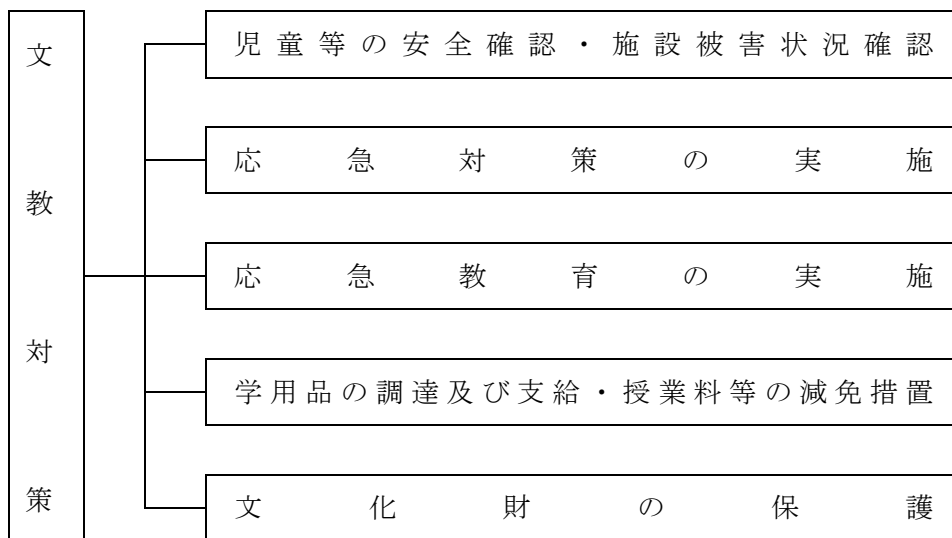 文教対策
児童等の安全確認・施設被害状況確認
応急対策の実施
応急教育の実施
学用品の調達及び支給・授業料等の減免措置
文化財の保護